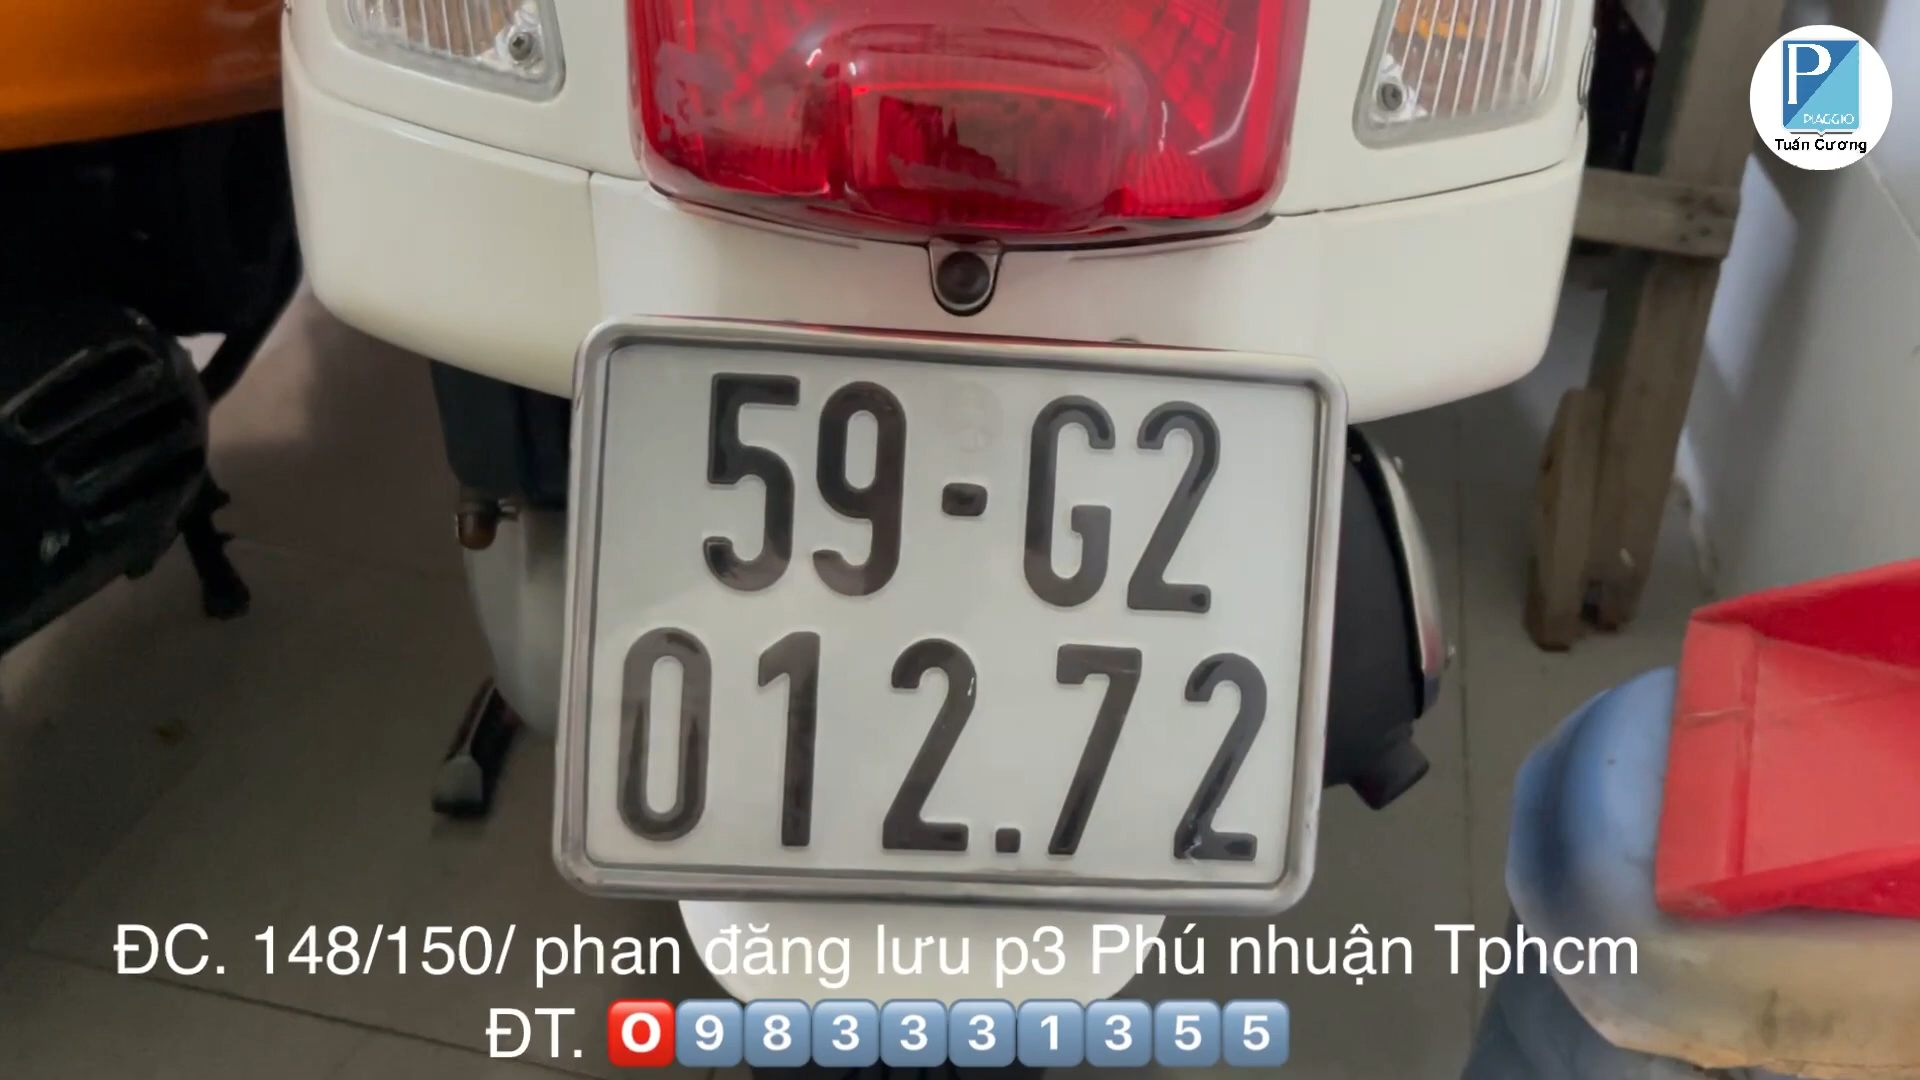 P
PIAGGIO
Tuấn Cương
59-G2
012.72
ĐC. 148/150/ phan đăng lưu p3 Phú nhuận Tphcm
ĐT. 0983331355